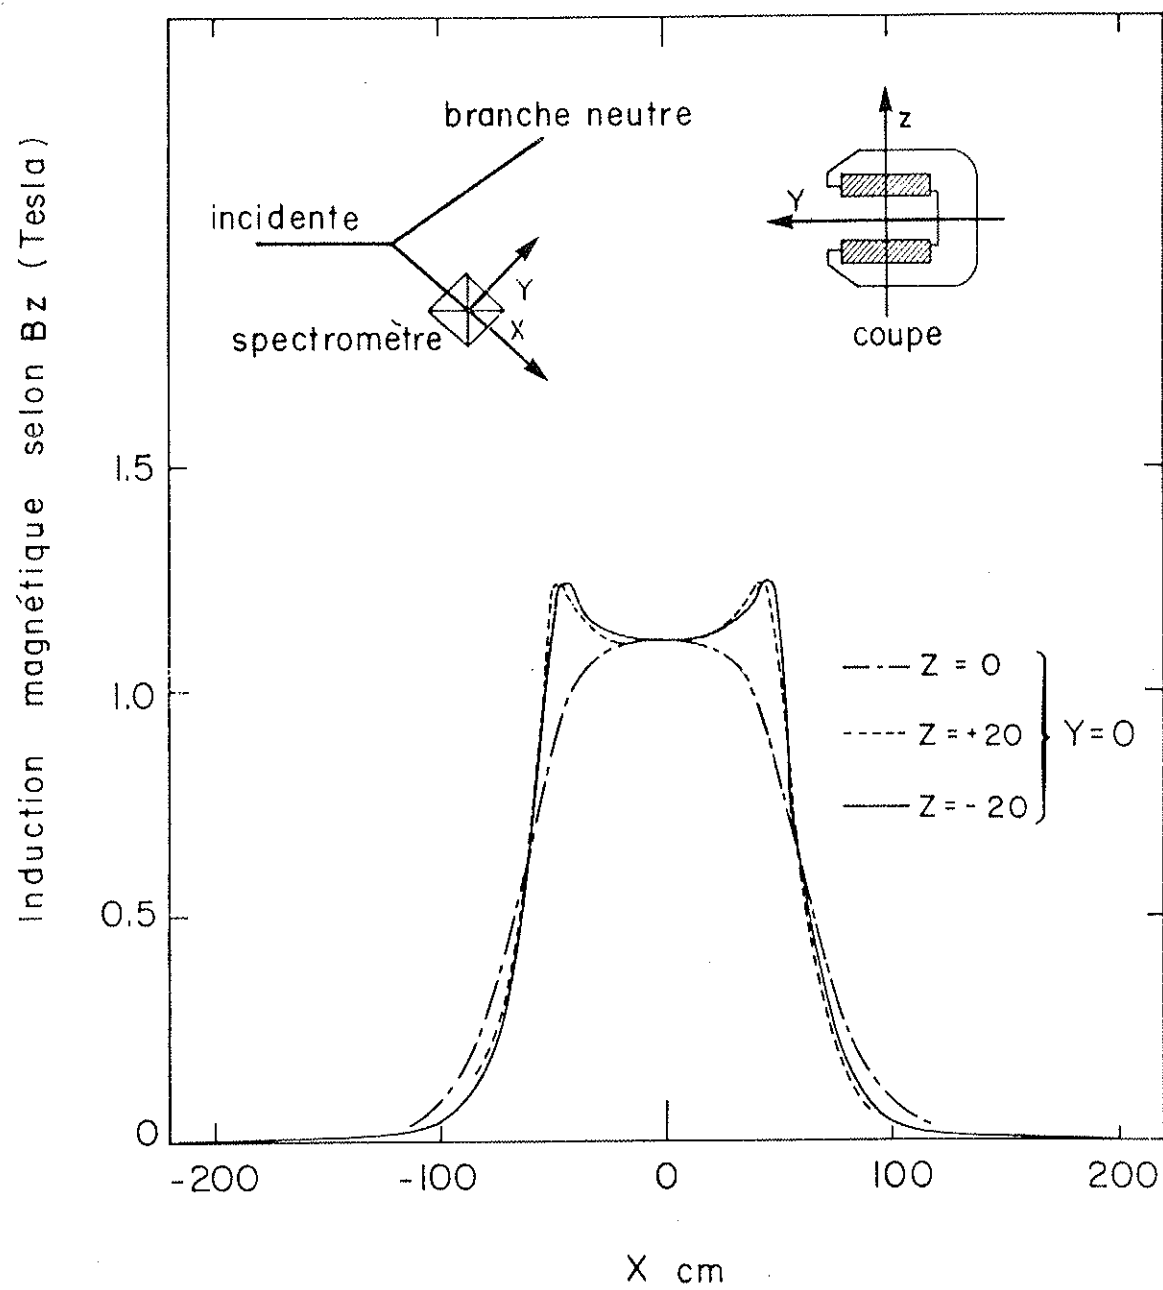 Induction magnétique selon Bz (Tesla)
branche neutre
incidente
Y
X
spectromètre
z
Y
coupe
1.5
1.0
0.5
0
Z = 0
Z = +20
Z = - 20
Y = 0
-200
-100
0
100
200
X cm